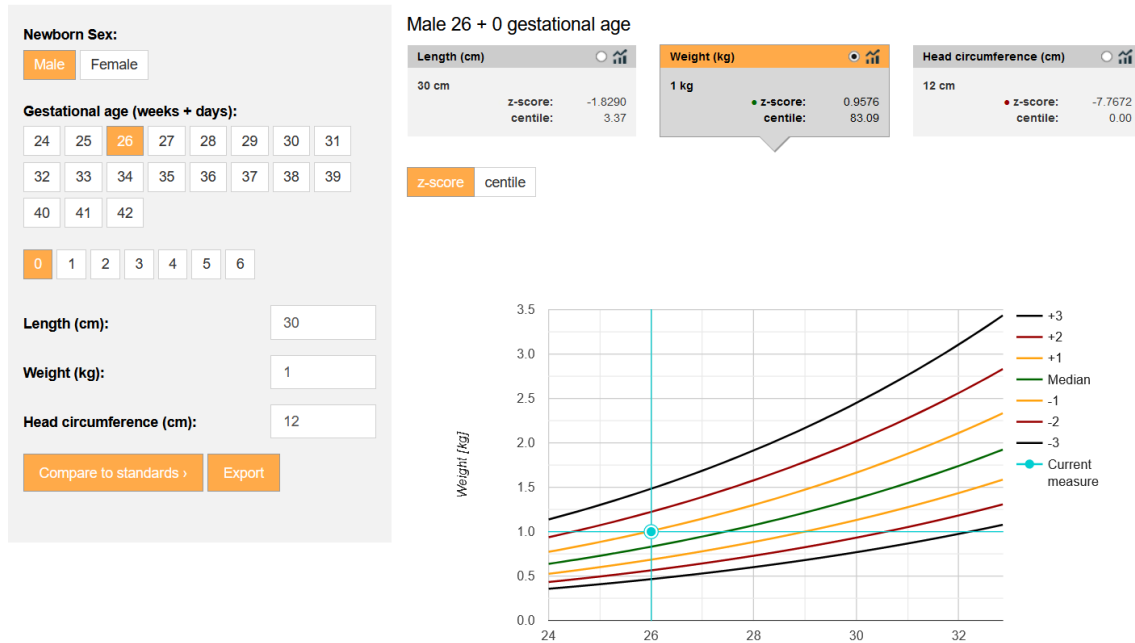 Newborn Sex:
Male Female
Gestational age (weeks + days):
24 25 26 27 28 29 30 31
32 33 34 35 36 37 38 39
40 41 42
0 1 2 3 4 5 6
Length (cm): 30
Weight (kg): 1
Head circumference (cm): 12
Compare to standards › Export
Male 26 + 0 gestational age
Length (cm)
30 cm
z-score: -1.8290
centile: 3.37
Weight (kg)
1 kg
z-score: 0.9576
centile: 83.09
Head circumference (cm)
12 cm
z-score: -7.7672
centile: 0.00
z-score centile
Weight [kg]
3.5
3.0
2.5
2.0
1.5
1.0
0.5
0.0
24 26 28 30 32
+3
+2
+1
Median
-1
-2
-3
Current
measure